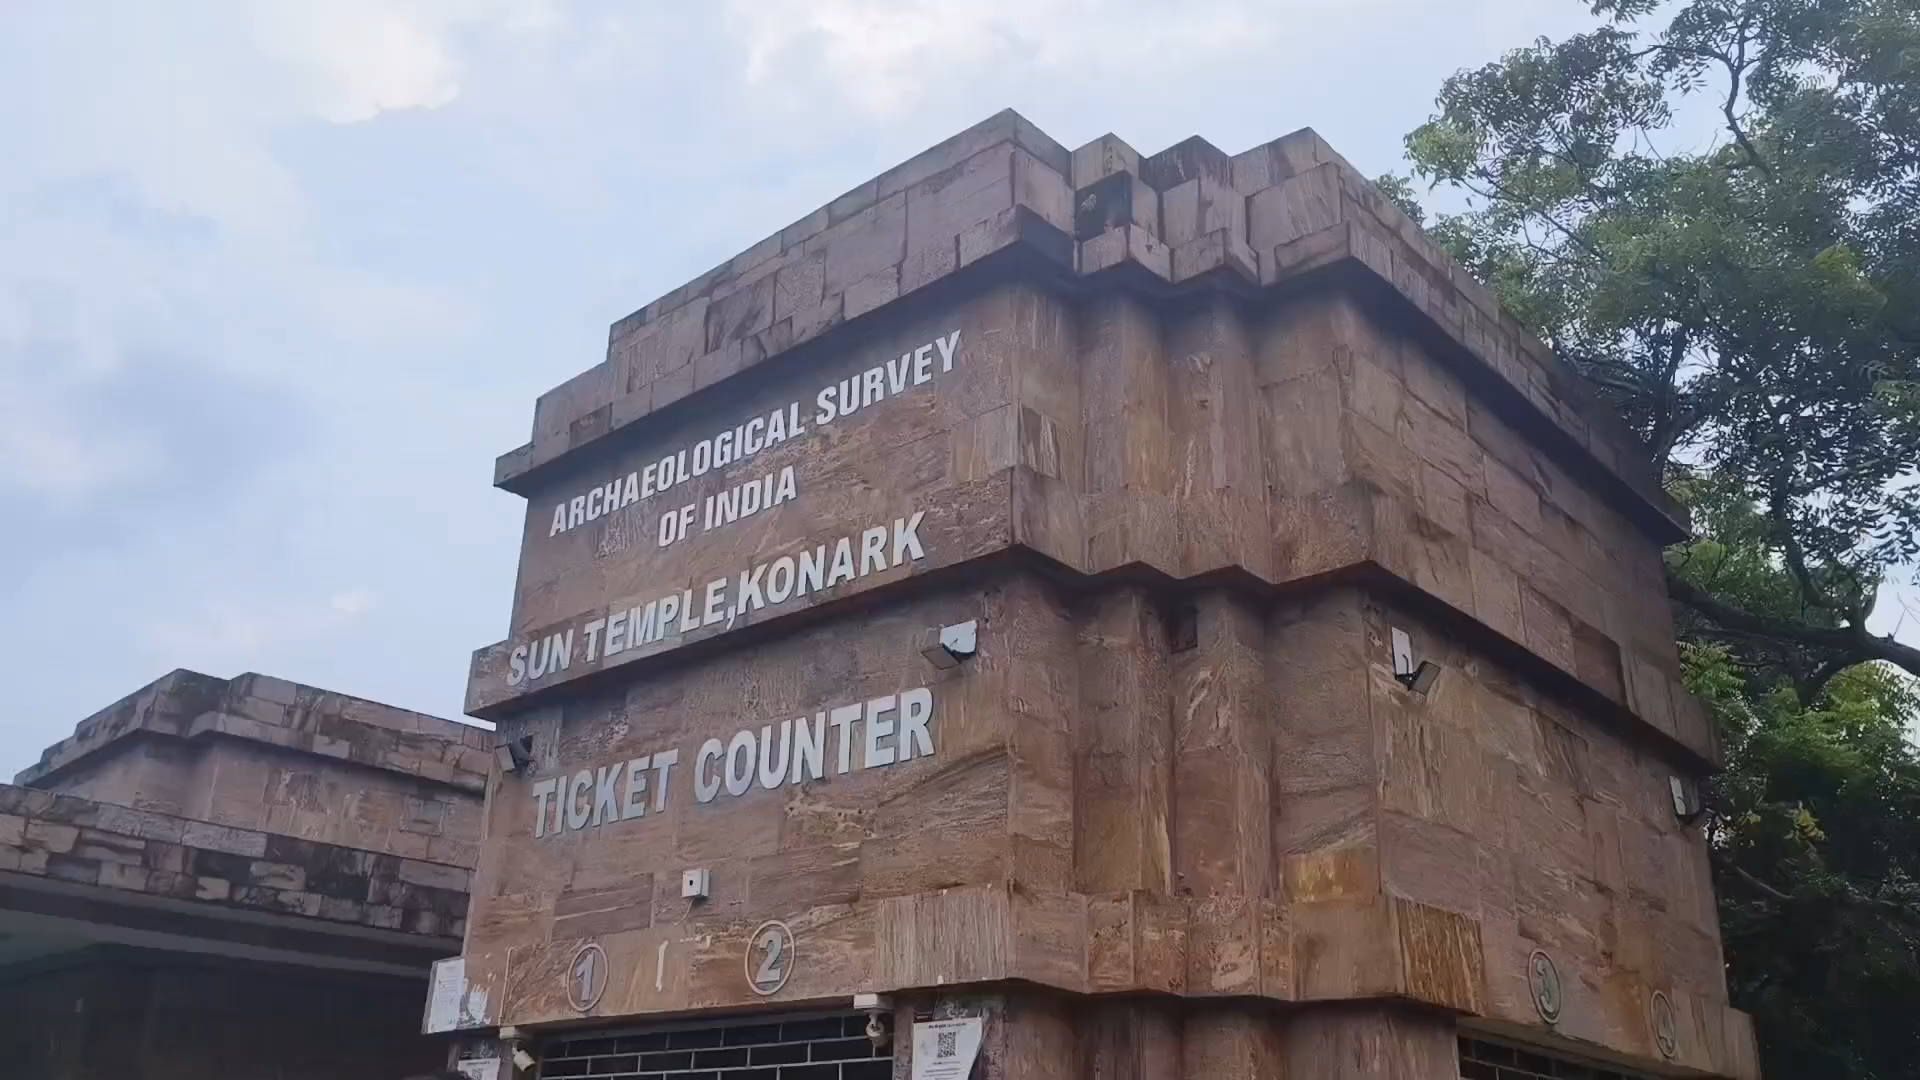 ARCHAEOLOGICAL SURVEY
OF INDIA
SUN TEMPLE,KONARK
TICKET COUNTER
1
2
3
4